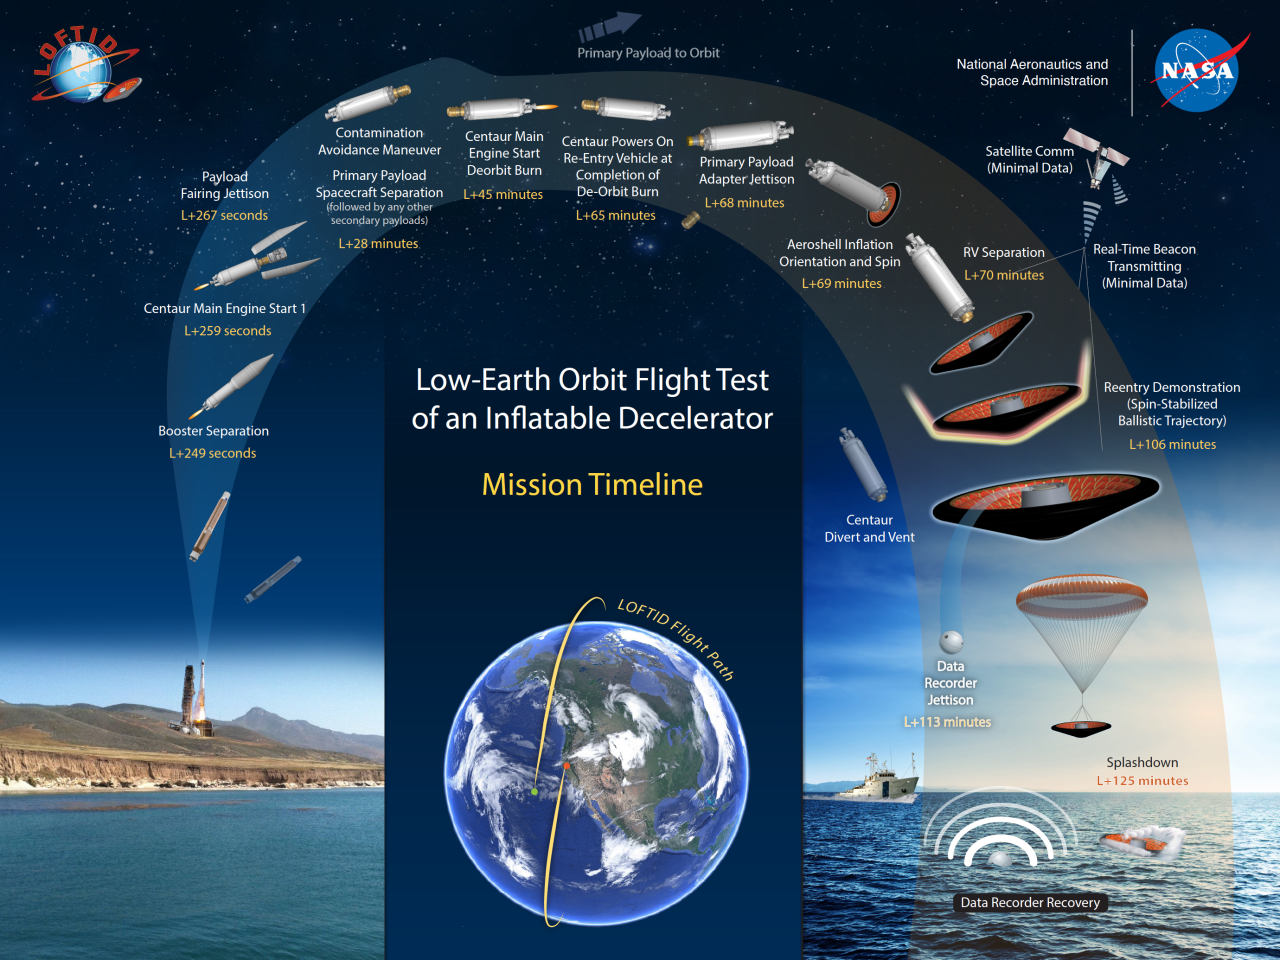 LOFTID
Primary Payload to Orbit
National Aeronautics and
Space Administration
NASA
Contamination
Avoidance Maneuver
Primary Payload
Spacecraft Separation
(followed by any other
secondary payloads)
L+28 minutes
Centaur Main
Engine Start
Deorbit Burn
L+45 minutes
Centaur Powers On
Re-Entry Vehicle at
Completion of
De-Orbit Burn
L+65 minutes
Primary Payload
Adapter Jettison
L+68 minutes
Satellite Comm
(Minimal Data)
Payload
Fairing Jettison
L+267 seconds
Aeroshell Inflation
Orientation and Spin
L+69 minutes
RV Separation
L+70 minutes
Real-Time Beacon
Transmitting
(Minimal Data)
Centaur Main Engine Start 1
L+259 seconds
Low-Earth Orbit Flight Test
of an Inflatable Decelerator
Mission Timeline
Reentry Demonstration
(Spin-Stabilized
Ballistic Trajectory)
L+106 minutes
Booster Separation
L+249 seconds
Centaur
Divert and Vent
LOFTID Flight Path
Data
Recorder
Jettison
L+113 minutes
Splashdown
L+125 minutes
Data Recorder Recovery